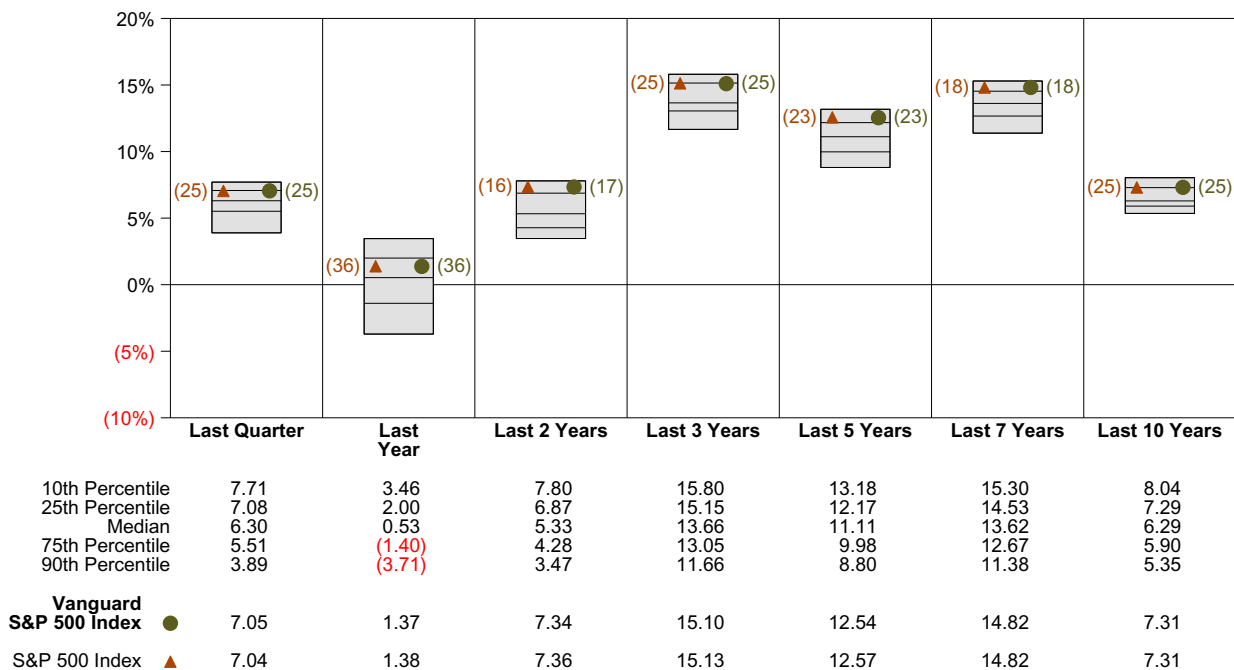 20%
15%
10%
5%
0%
(5%)
(10%)
(25) (25)
(36) (36)
(16) (17)
(25) (25)
(23) (23)
(18) (18)
(25) (25)
Last Quarter Last Year Last 2 Years Last 3 Years Last 5 Years Last 7 Years Last 10 Years
10th Percentile 7.71 3.46 7.80 15.80 13.18 15.30 8.04
25th Percentile 7.08 2.00 6.87 15.15 12.17 14.53 7.29
Median 6.30 0.53 5.33 13.66 11.11 13.62 6.29
75th Percentile 5.51 (1.40) 4.28 13.05 9.98 12.67 5.90
90th Percentile 3.89 (3.71) 3.47 11.66 8.80 11.38 5.35
Vanguard
S&P 500 Index 7.05 1.37 7.34 15.10 12.54 14.82 7.31
S&P 500 Index 7.04 1.38 7.36 15.13 12.57 14.82 7.31